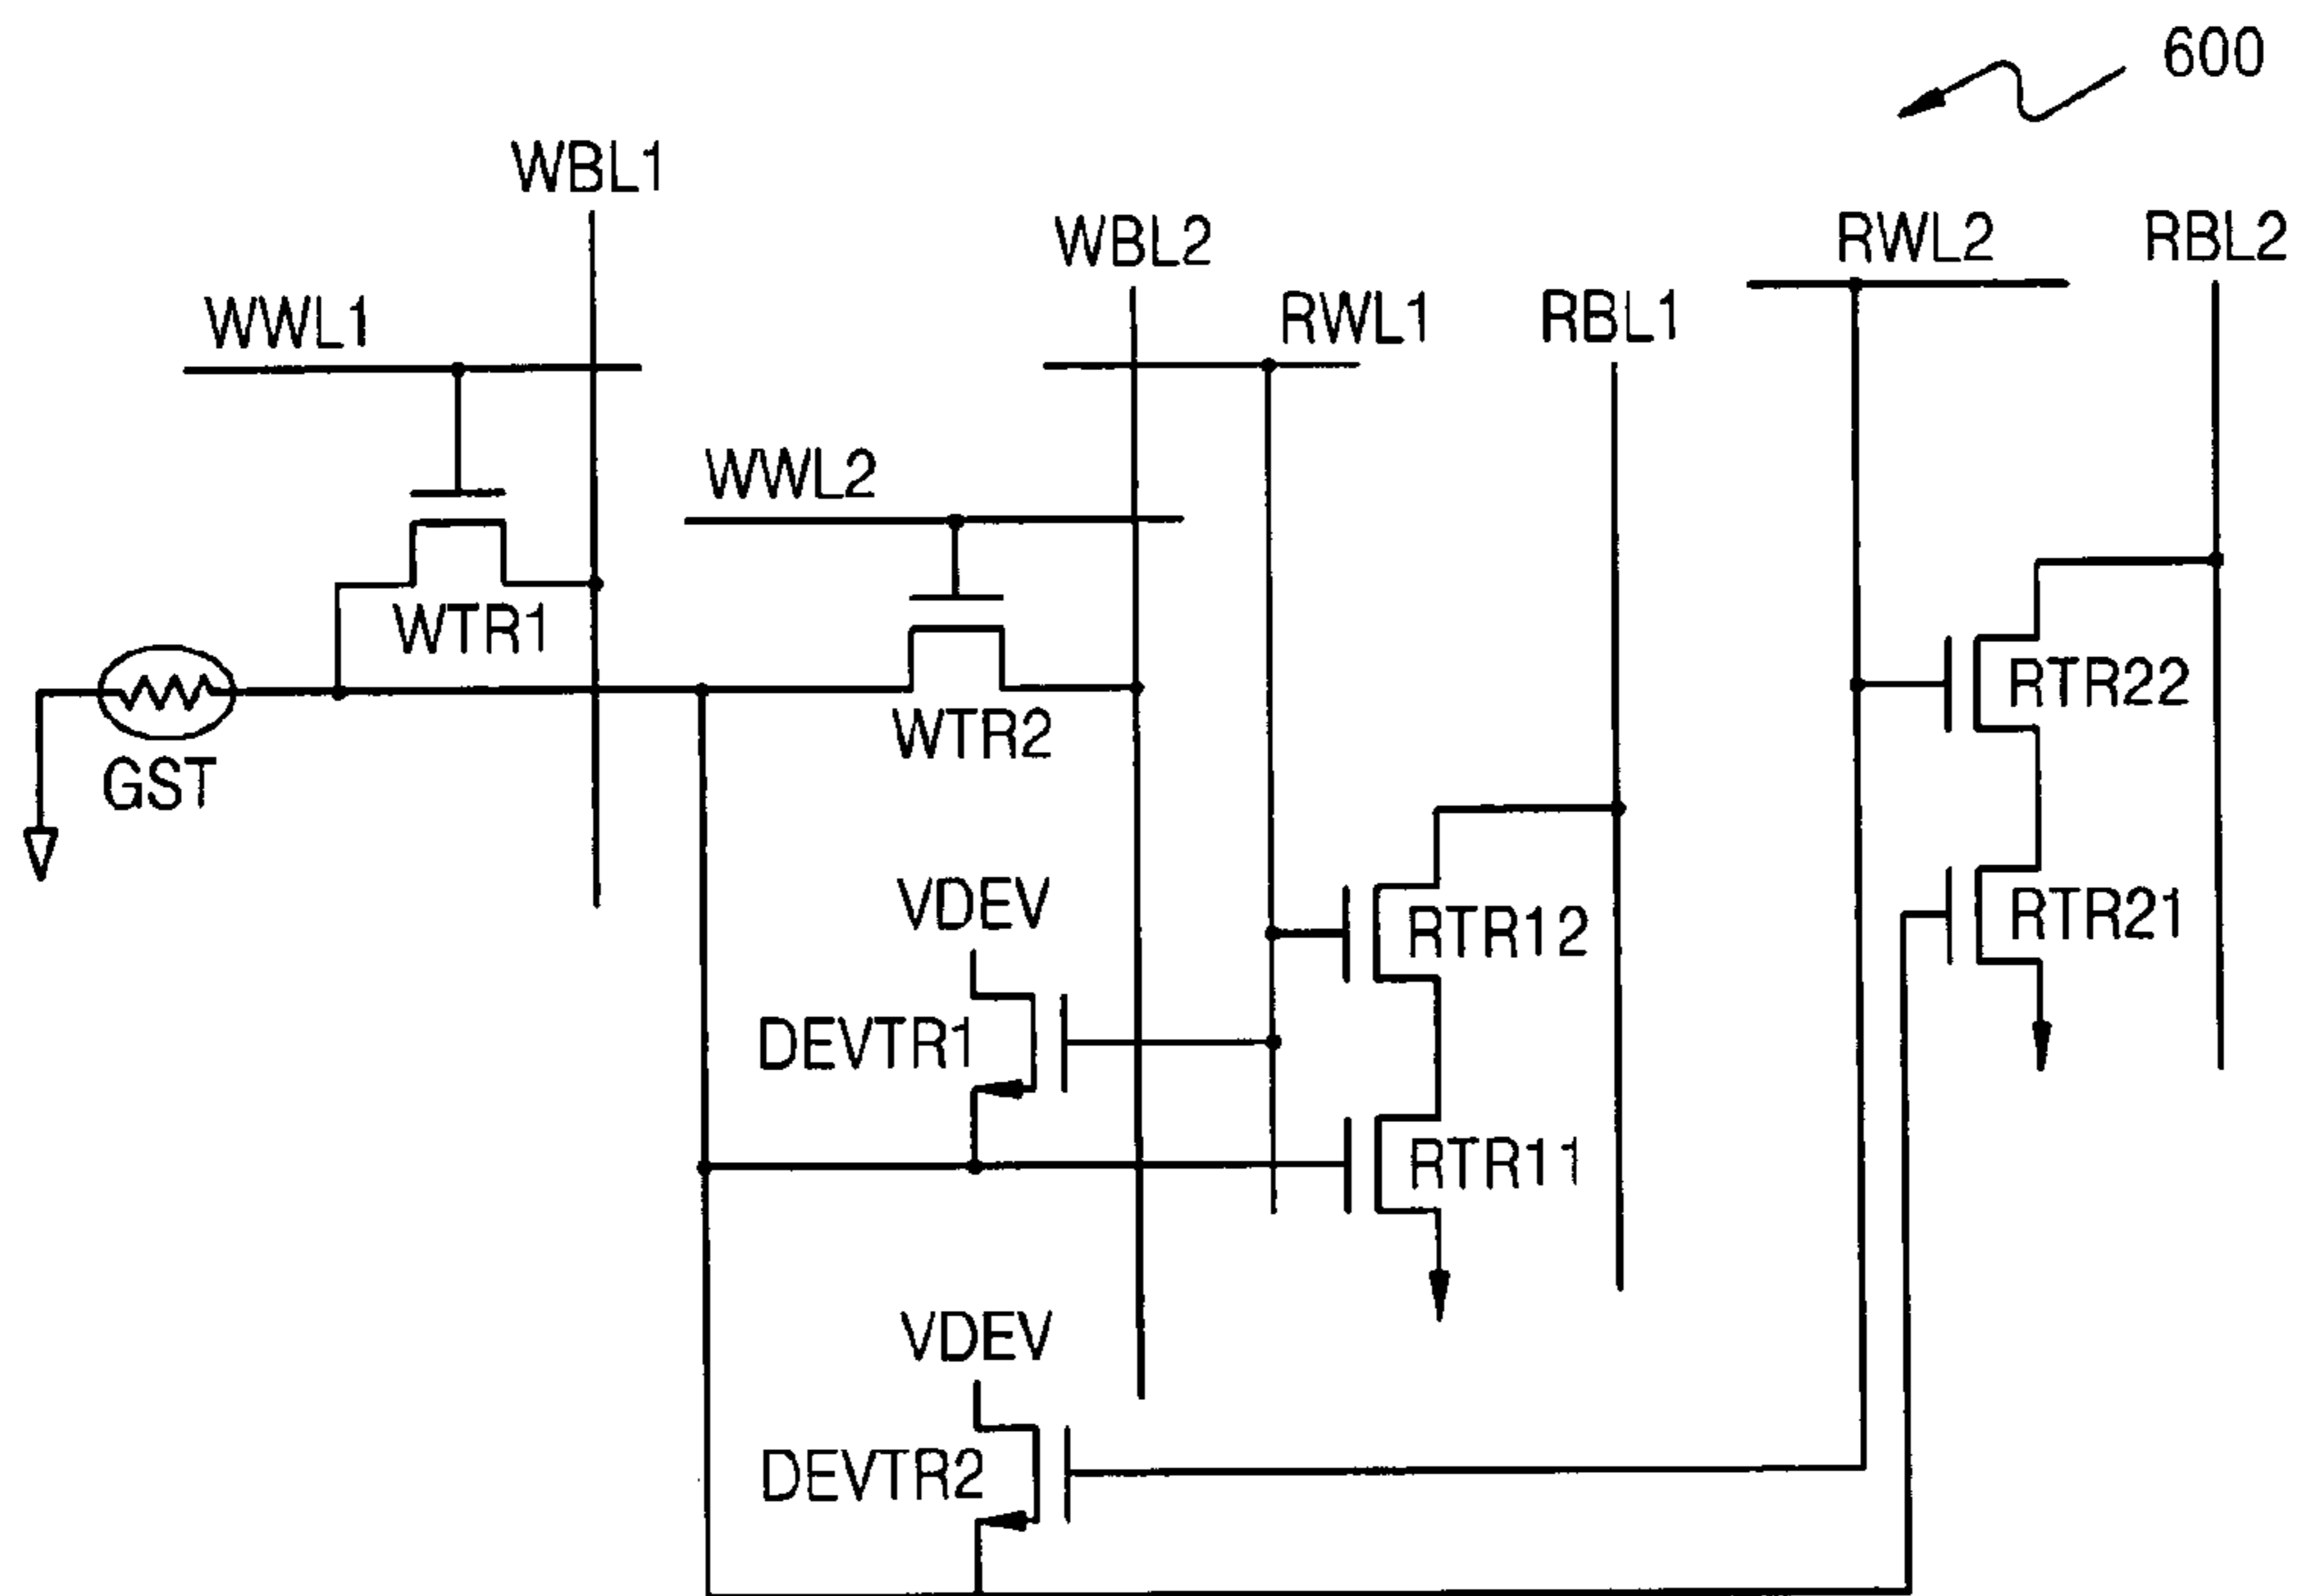 600
WBL1
WBL2
RWL2
RBL2
WWL1
RWL1
RBL1
WWL2
WTR1
RTR22
WTR2
GST
VDEV
RTR12
RTR21
DEVTR1
RTR11
VDEV
DEVTR2